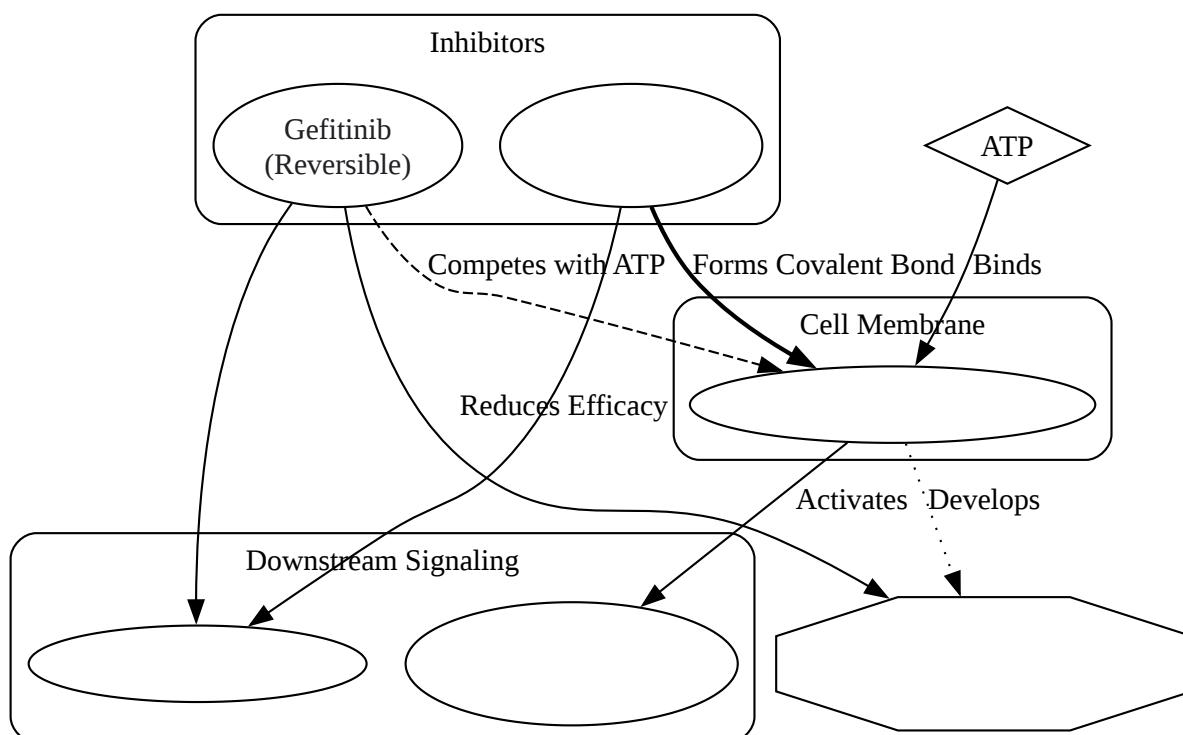 Inhibitors
Gefitinib
(Reversible)
ATP
Competes with ATP
Forms Covalent Bond
Binds
Cell Membrane
Reduces Efficacy
Activates
Develops
Downstream Signaling